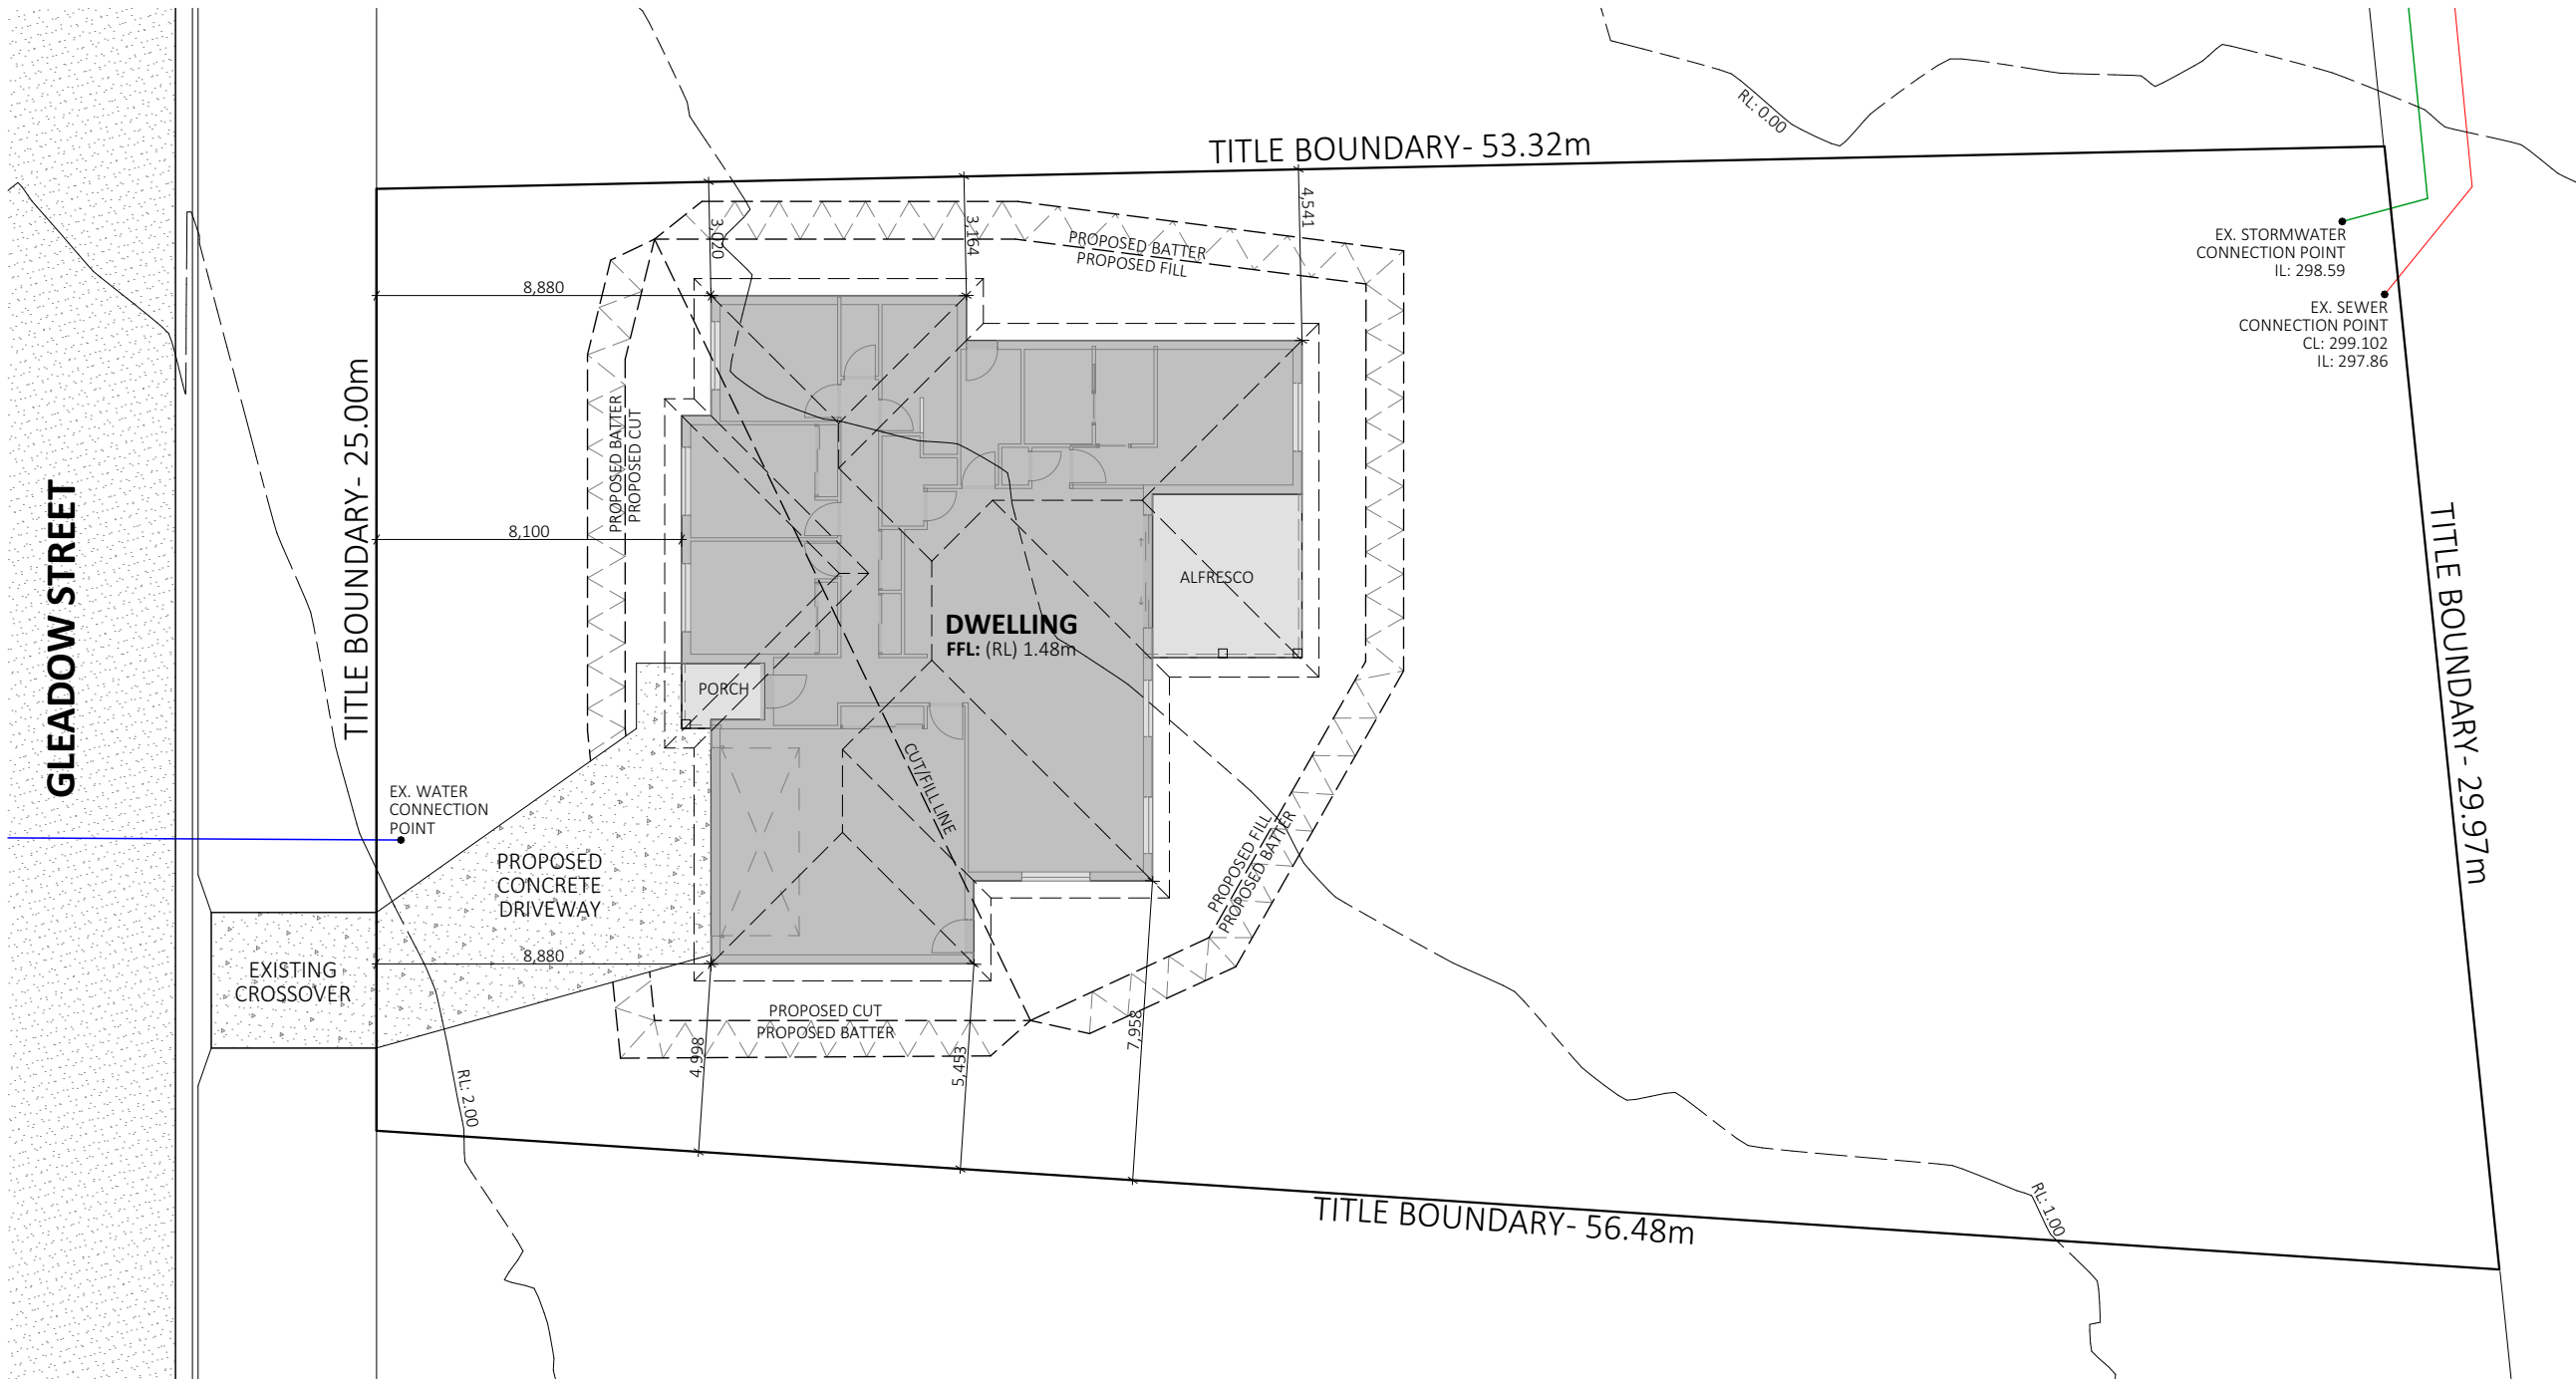 RL: 0.00
TITLE BOUNDARY- 53.32m
3,020
3,164
4,541
PROPOSED BATTER
PROPOSED FILL
EX. STORMWATER
CONNECTION POINT
IL: 298.59
EX. SEWER
CONNECTION POINT
CL: 299.102
IL: 297.86
8,880
TITLE BOUNDARY- 25.00m
GLEADOW STREET
PROPOSED BATTER
PROPOSED CUT
8,100
ALFRESCO
DWELLING
FFL: (RL) 1.48m
PORCH
TITLE BOUNDARY- 29.97m
CUT/FILL LINE
EX. WATER
CONNECTION
POINT
PROPOSED
CONCRETE
DRIVEWAY
PROPOSED FILL
PROPOSED BATTER
EXISTING
CROSSOVER
8,880
PROPOSED CUT
PROPOSED BATTER
4,998
5,453
7,958
RL: 2.00
TITLE BOUNDARY- 56.48m
RL: 1.00